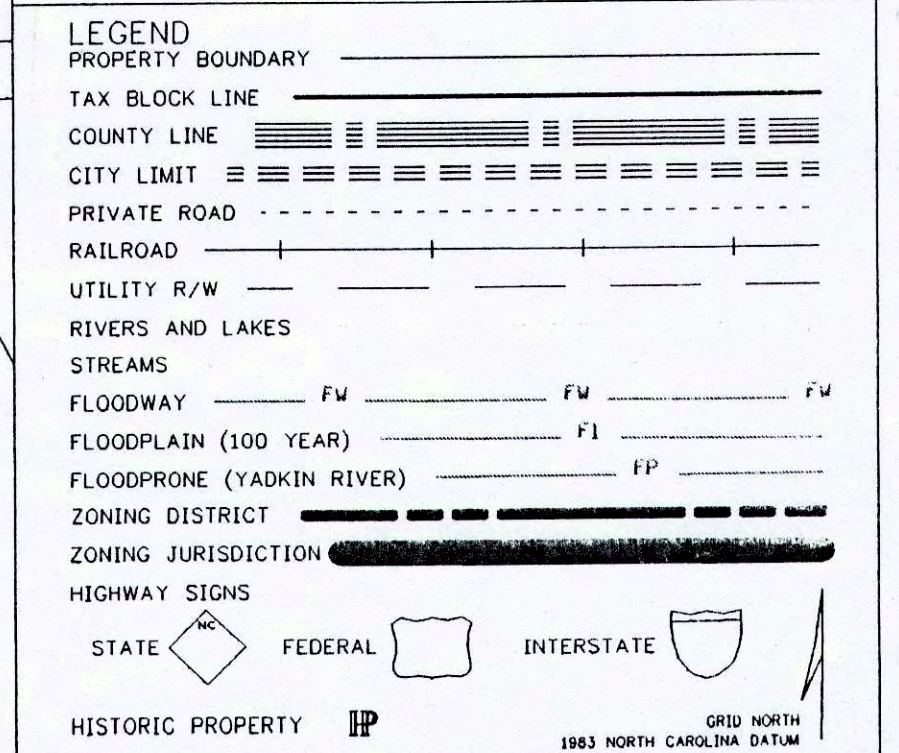 LEGEND
PROPERTY BOUNDARY
TAX BLOCK LINE
COUNTY LINE
CITY LIMIT
PRIVATE ROAD
RAILROAD
UTILITY R/W
RIVERS AND LAKES
STREAMS
FLOODWAY FW FW FW
FLOODPLAIN (100 YEAR) F1
FLOODPRONE (YADKIN RIVER) FP
ZONING DISTRICT
ZONING JURISDICTION
HIGHWAY SIGNS
STATE NC FEDERAL INTERSTATE
HISTORIC PROPERTY HP
GRID NORTH
1983 NORTH CAROLINA DATUM